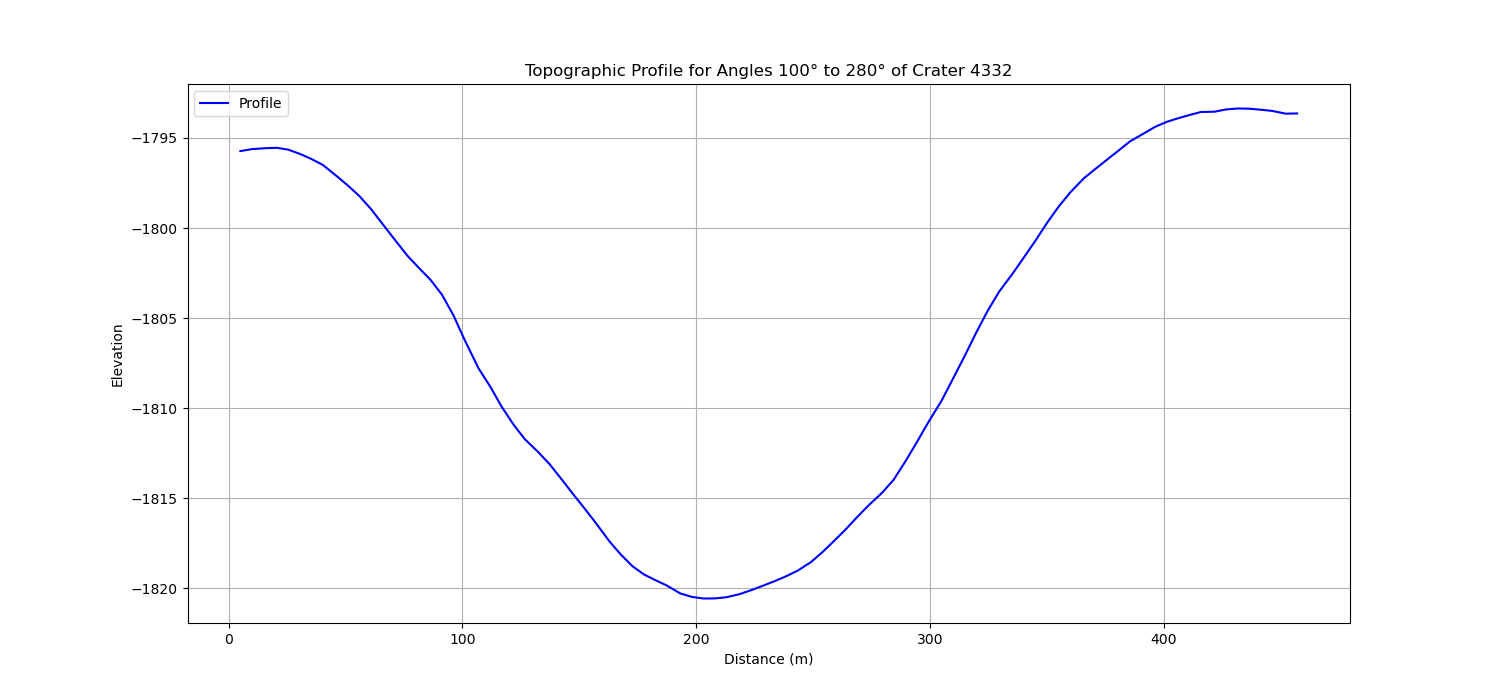 Topographic Profile for Angles 100° to 280° of Crater 4332
Profile
−1795
−1800
−1805
−1810
−1815
−1820
Elevation
0 100 200 300 400
Distance (m)